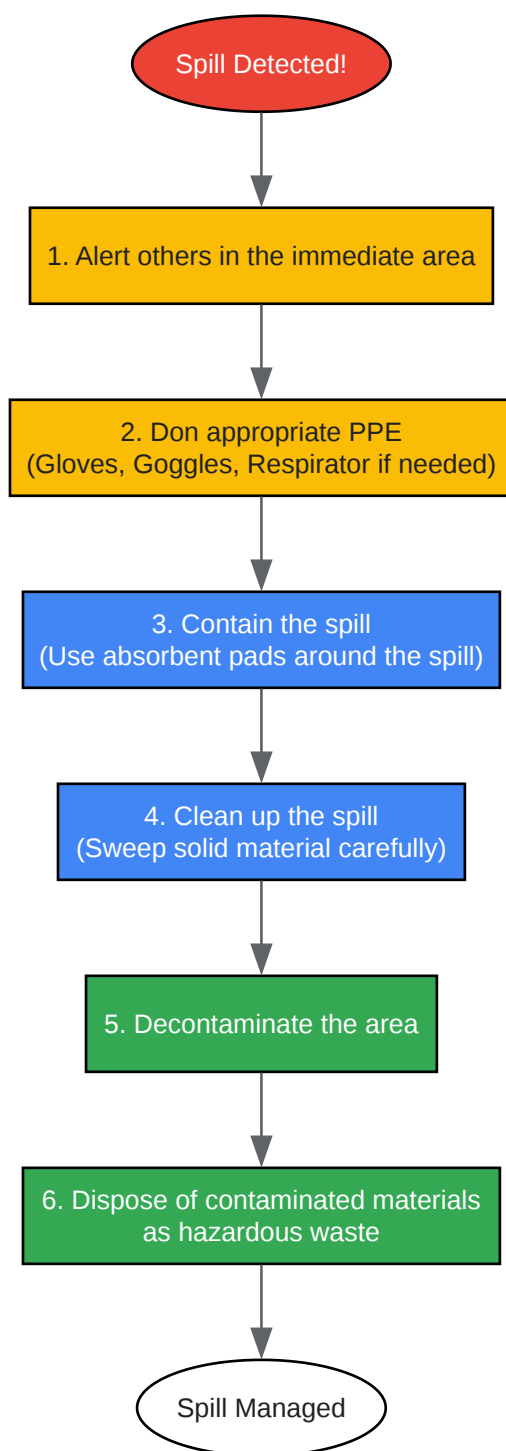 Spill Detected!
1. Alert others in the immediate area
2. Don appropriate PPE
(Gloves, Goggles, Respirator if needed)
3. Contain the spill
(Use absorbent pads around the spill)
4. Clean up the spill
(Sweep solid material carefully)
5. Decontaminate the area
6. Dispose of contaminated materials
as hazardous waste
Spill Managed